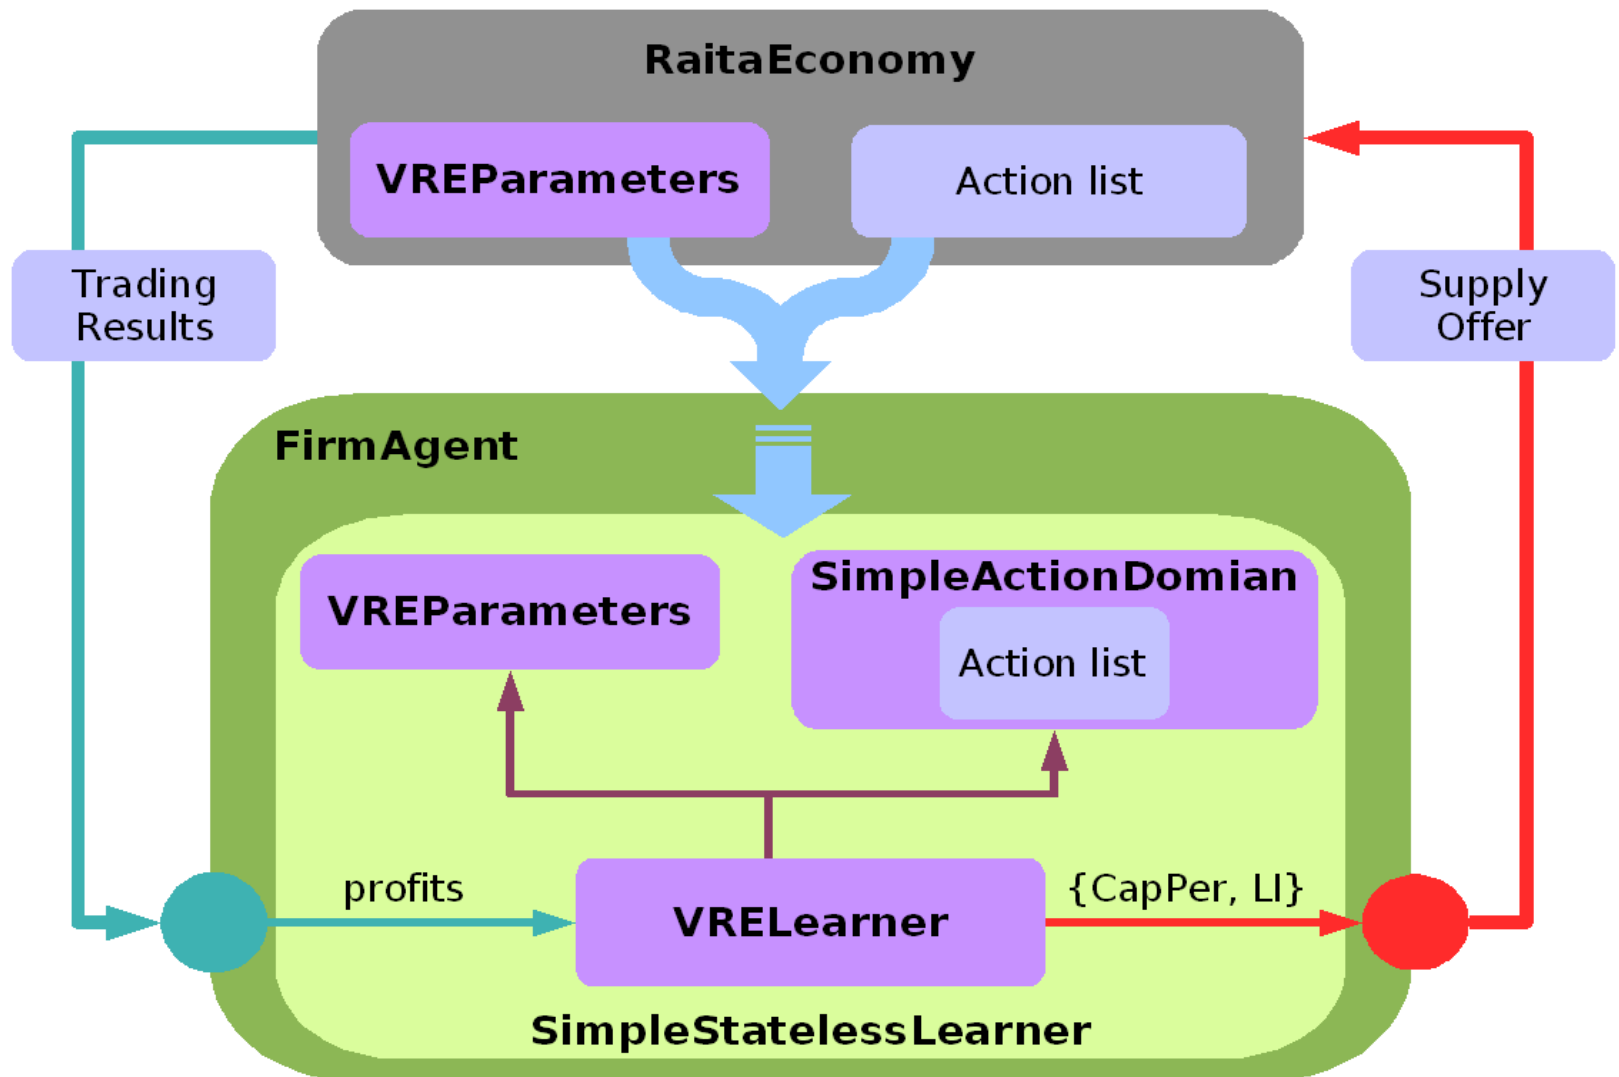 RaitaEconomy
VREParameters
Action list
Trading
Results
Supply
Offer
FirmAgent
VREParameters
SimpleActionDomian
Action list
profits
VRELearner
{CapPer, LI}
SimpleStatelessLearner